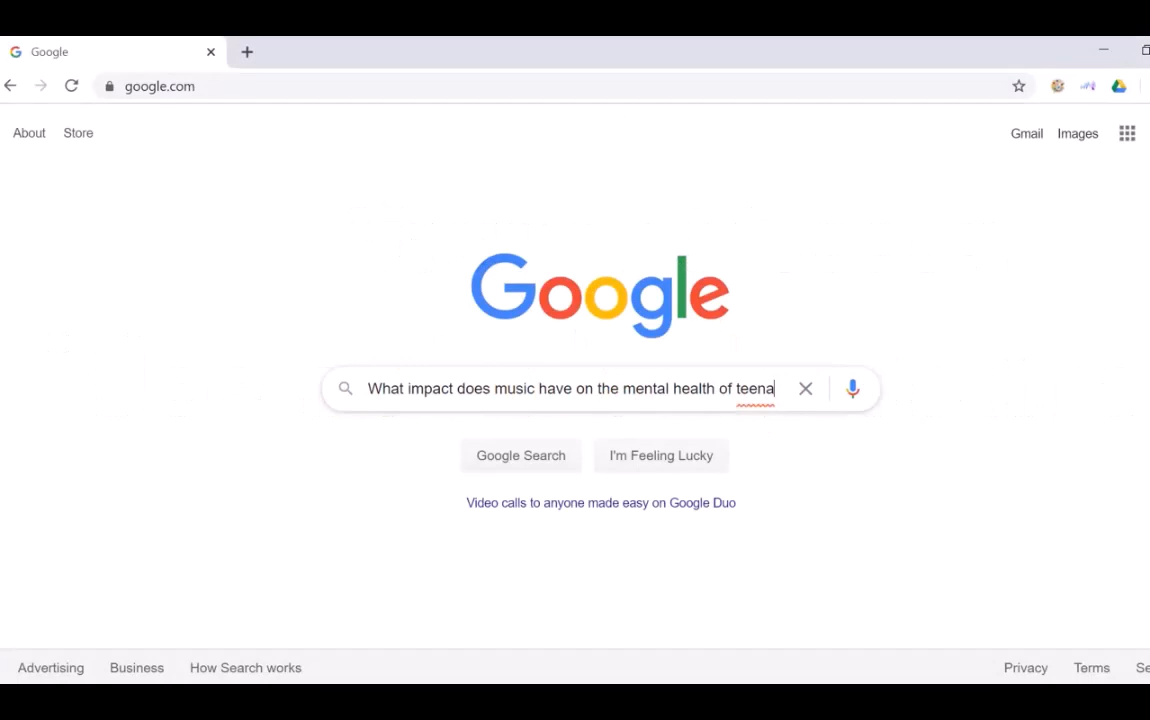 Google
google.com
About Store
Gmail Images
Google
What impact does music have on the mental health of teena
Google Search I'm Feeling Lucky
Video calls to anyone made easy on Google Duo
Advertising Business How Search works
Privacy Terms Se